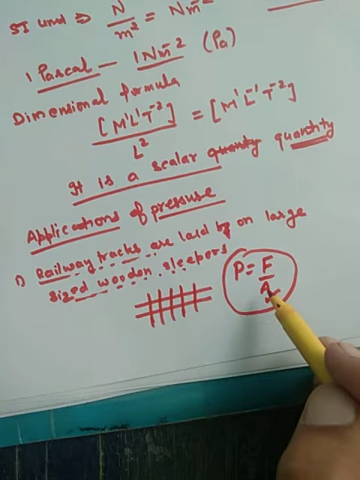 SI unit ⇒ N/m² = Nm⁻²
1 Pascal – 1Nm⁻² (Pa)
Dimensional formula
[M¹L¹T⁻²]/L² = [M¹L⁻¹T⁻²]
It is a scalar quantity
Applications of pressure
1) Railway tracks are laid on large
sized wooden sleepers
P = F/A